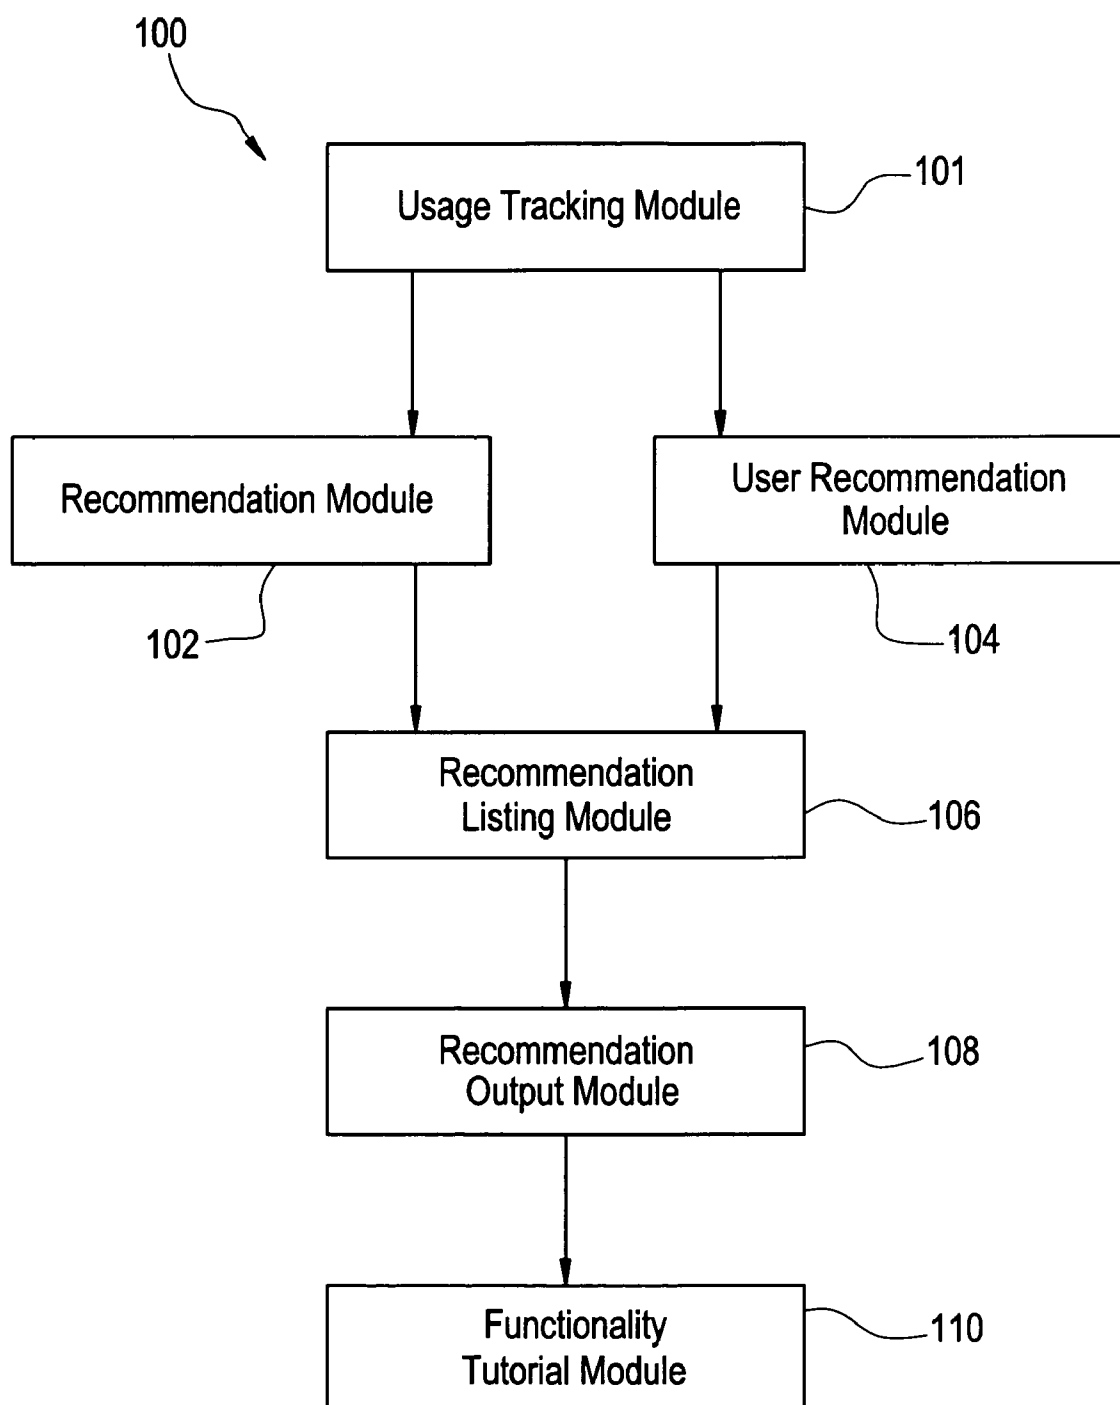 100
Usage Tracking Module
101
Recommendation Module
User Recommendation
Module
102
104
Recommendation
Listing Module
106
Recommendation
Output Module
108
Functionality
Tutorial Module
110